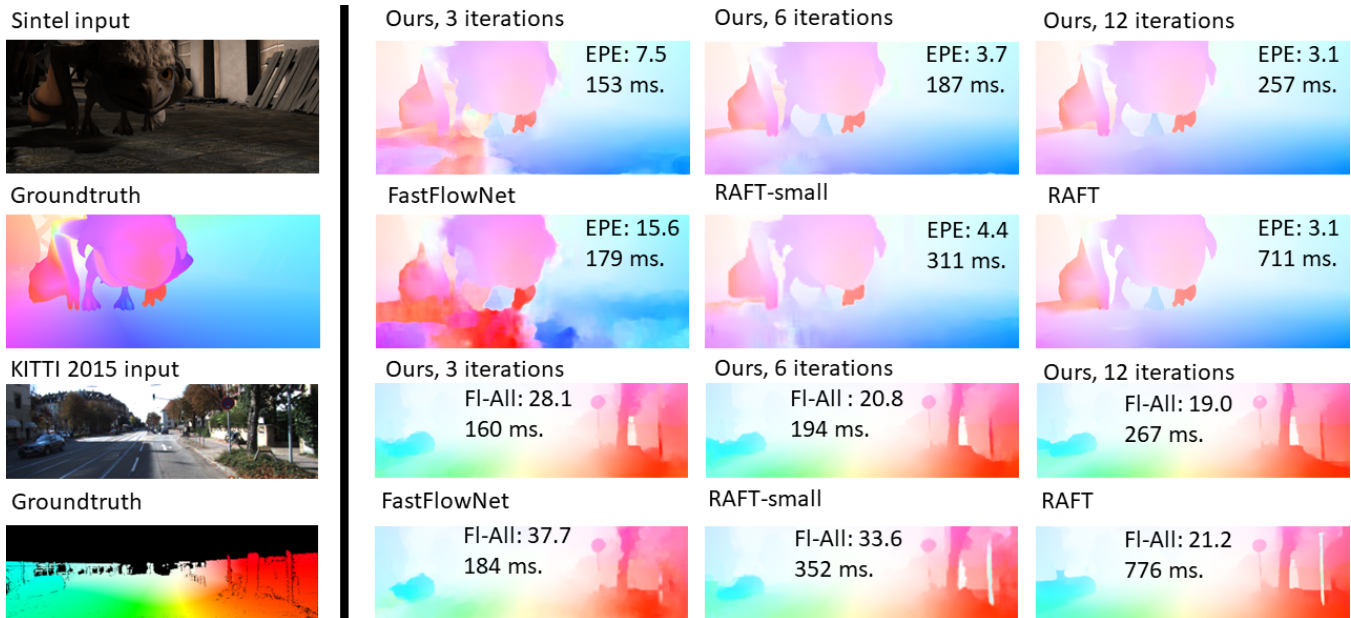 Sintel input
Ours, 3 iterations
EPE: 7.5
153 ms.
Ours, 6 iterations
EPE: 3.7
187 ms.
Ours, 12 iterations
EPE: 3.1
257 ms.
Groundtruth
FastFlowNet
EPE: 15.6
179 ms.
RAFT-small
EPE: 4.4
311 ms.
RAFT
EPE: 3.1
711 ms.
KITTI 2015 input
Ours, 3 iterations
Fl-All: 28.1
160 ms.
Ours, 6 iterations
Fl-All : 20.8
194 ms.
Ours, 12 iterations
Fl-All: 19.0
267 ms.
Groundtruth
FastFlowNet
Fl-All: 37.7
184 ms.
RAFT-small
Fl-All: 33.6
352 ms.
RAFT
Fl-All: 21.2
776 ms.